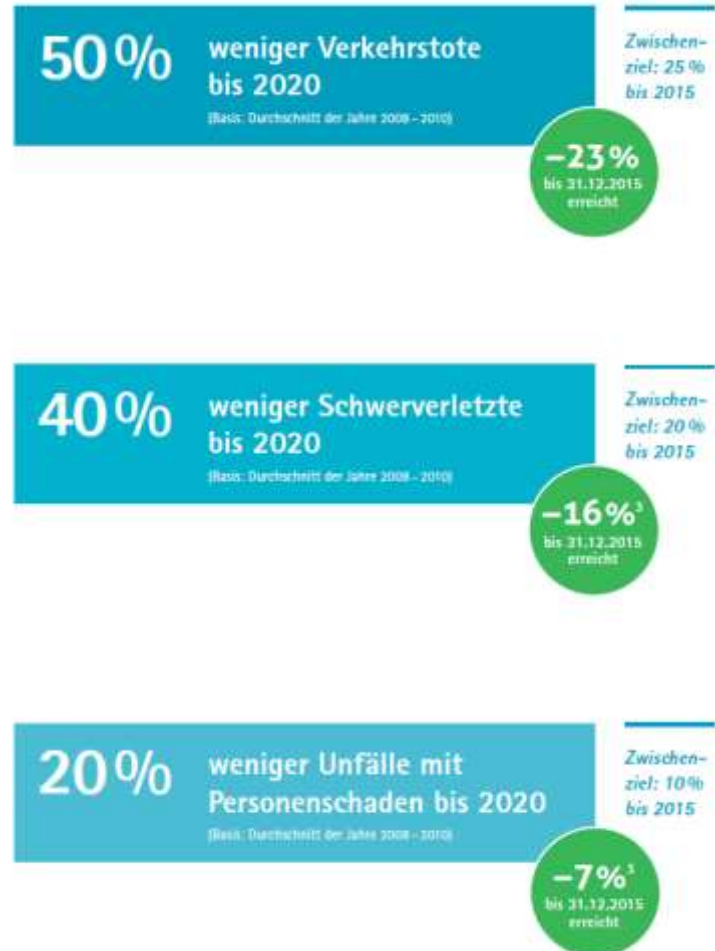 50%
weniger Verkehrstote
bis 2020
(Basis: Durchschnitt der Jahre 2008 – 2010)
Zwischen-
ziel: 25%
bis 2015
–23%
bis 31.12.2015
erreicht
40%
weniger Schwerverletzte
bis 2020
(Basis: Durchschnitt der Jahre 2008 – 2010)
Zwischen-
ziel: 20%
bis 2015
–16%³
bis 31.12.2015
erreicht
20%
weniger Unfälle mit
Personenschaden bis 2020
(Basis: Durchschnitt der Jahre 2008 – 2010)
Zwischen-
ziel: 10%
bis 2015
–7%³
bis 31.12.2015
erreicht